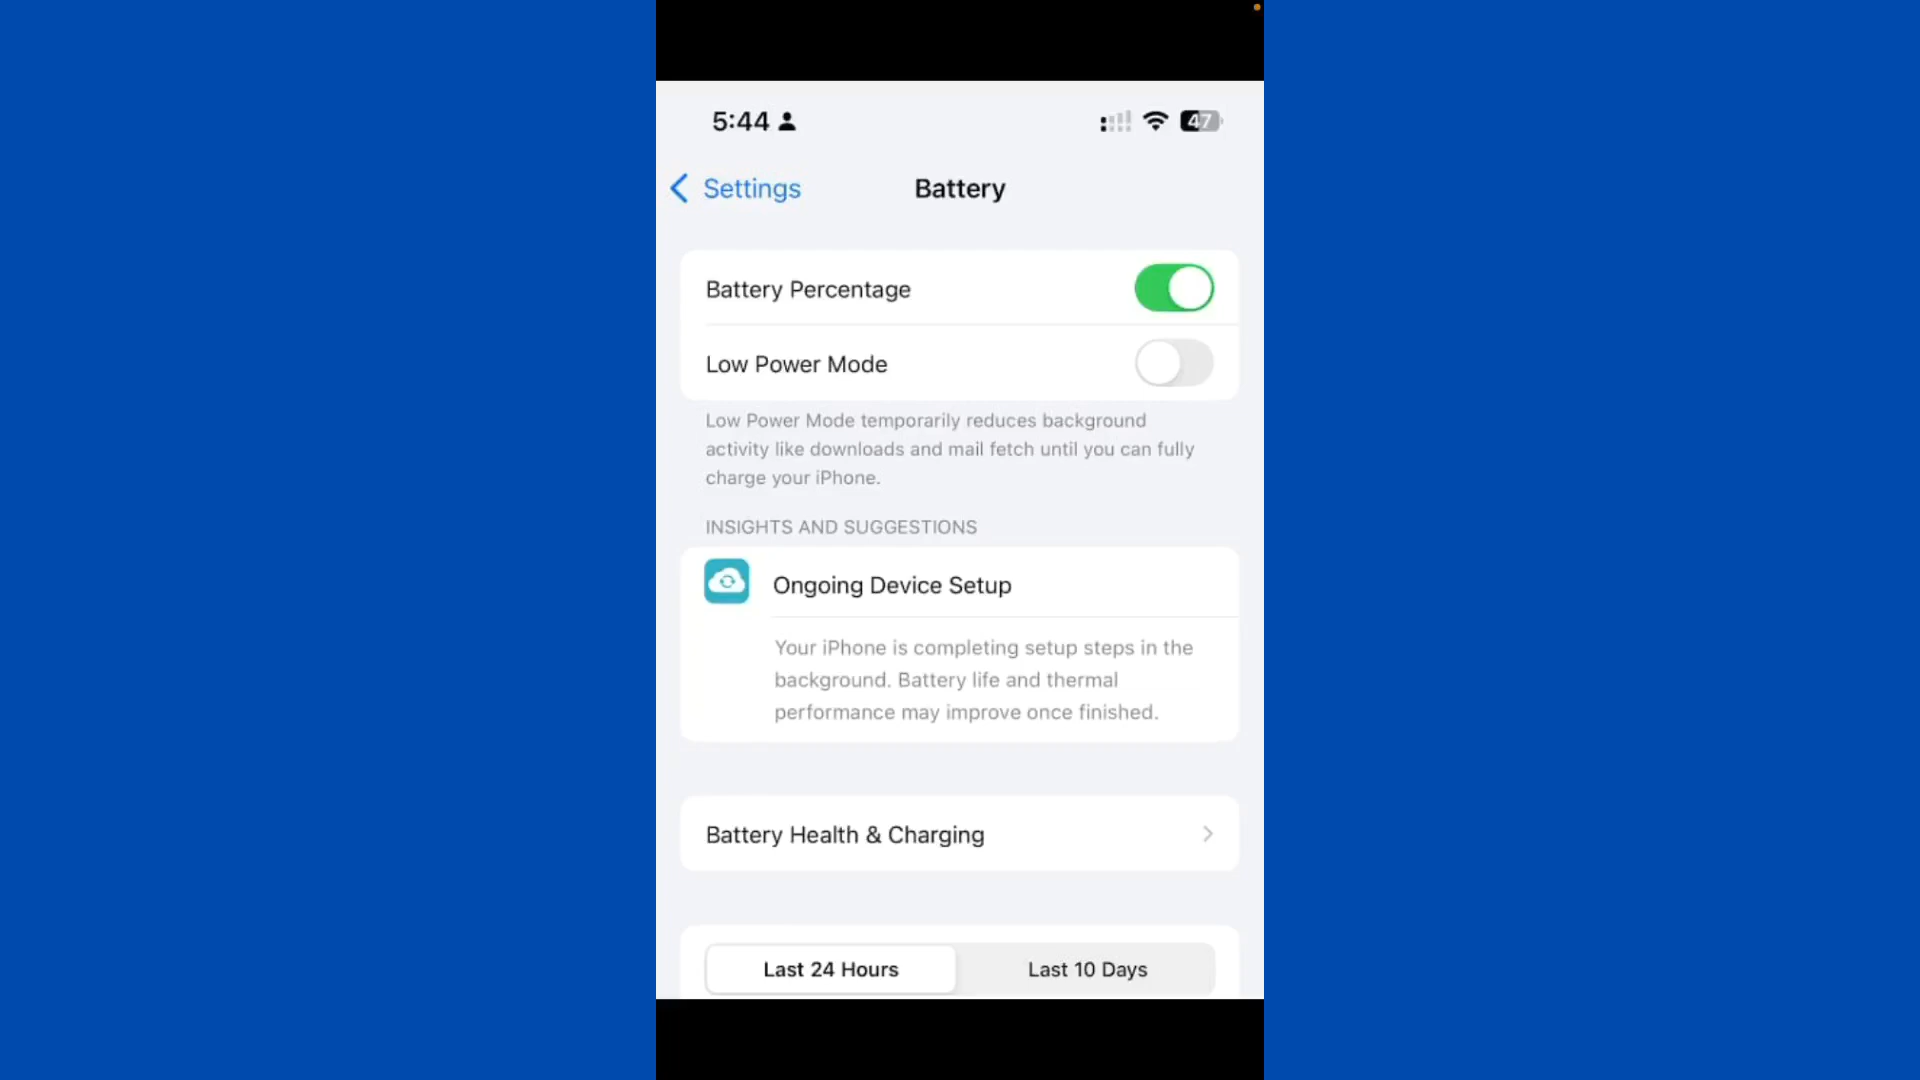 5:44
47
Settings
Battery
Battery Percentage
Low Power Mode
Low Power Mode temporarily reduces background
activity like downloads and mail fetch until you can fully
charge your iPhone.
INSIGHTS AND SUGGESTIONS
Ongoing Device Setup
Your iPhone is completing setup steps in the
background. Battery life and thermal
performance may improve once finished.
Battery Health & Charging
Last 24 Hours
Last 10 Days